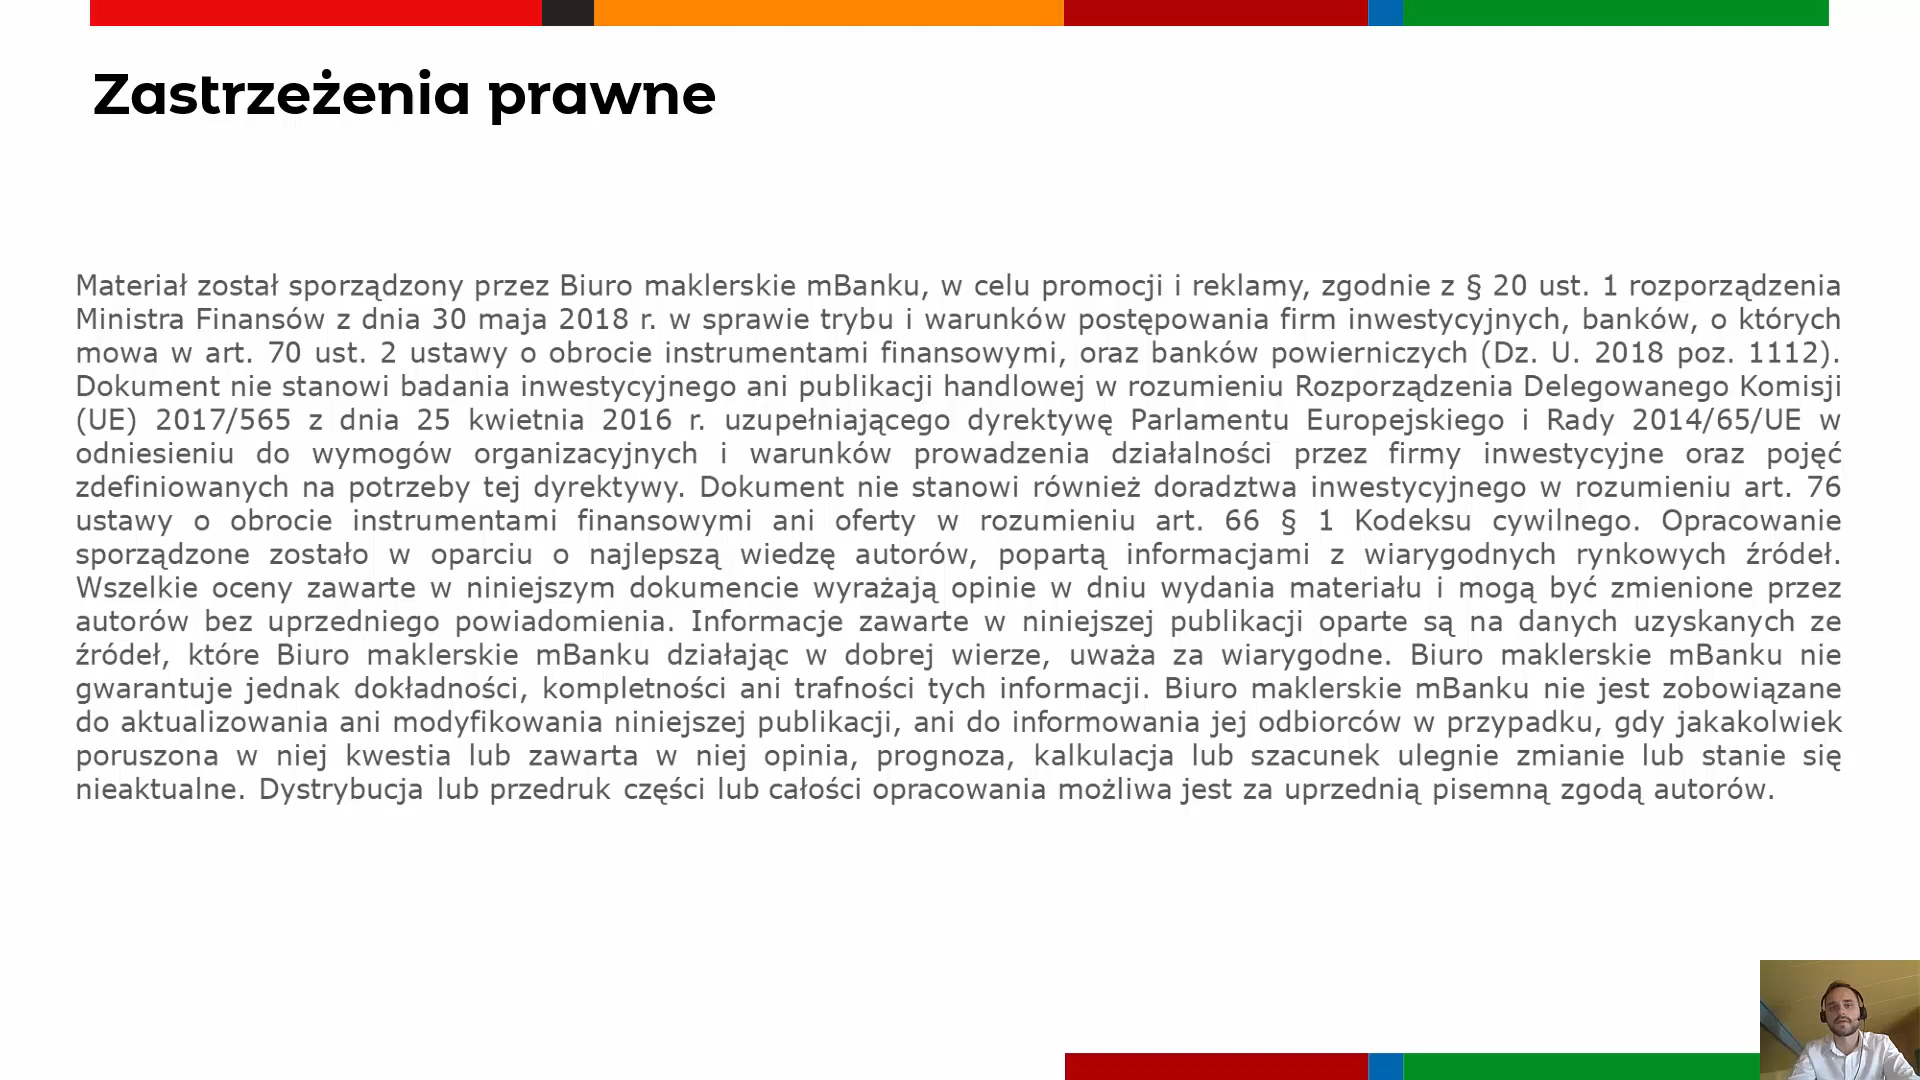 Zastrzeżenia prawne
Materiał został sporządzony przez Biuro maklerskie mBanku, w celu promocji i reklamy, zgodnie z § 20 ust. 1 rozporządzenia
Ministra Finansów z dnia 30 maja 2018 r. w sprawie trybu i warunków postępowania firm inwestycyjnych, banków, o których
mowa w art. 70 ust. 2 ustawy o obrocie instrumentami finansowymi, oraz banków powierniczych (Dz. U. 2018 poz. 1112).
Dokument nie stanowi badania inwestycyjnego ani publikacji handlowej w rozumieniu Rozporządzenia Delegowanego Komisji
(UE) 2017/565 z dnia 25 kwietnia 2016 r. uzupełniającego dyrektywę Parlamentu Europejskiego i Rady 2014/65/UE w
odniesieniu do wymogów organizacyjnych i warunków prowadzenia działalności przez firmy inwestycyjne oraz pojęć
zdefiniowanych na potrzeby tej dyrektywy. Dokument nie stanowi również doradztwa inwestycyjnego w rozumieniu art. 76
ustawy o obrocie instrumentami finansowymi ani oferty w rozumieniu art. 66 § 1 Kodeksu cywilnego. Opracowanie
sporządzone zostało w oparciu o najlepszą wiedzę autorów, popartą informacjami z wiarygodnych rynkowych źródeł.
Wszelkie oceny zawarte w niniejszym dokumencie wyrażają opinie w dniu wydania materiału i mogą być zmienione przez
autorów bez uprzedniego powiadomienia. Informacje zawarte w niniejszej publikacji oparte są na danych uzyskanych ze
źródeł, które Biuro maklerskie mBanku działając w dobrej wierze, uważa za wiarygodne. Biuro maklerskie mBanku nie
gwarantuje jednak dokładności, kompletności ani trafności tych informacji. Biuro maklerskie mBanku nie jest zobowiązane
do aktualizowania ani modyfikowania niniejszej publikacji, ani do informowania jej odbiorców w przypadku, gdy jakakolwiek
poruszona w niej kwestia lub zawarta w niej opinia, prognoza, kalkulacja lub szacunek ulegnie zmianie lub stanie się
nieaktualne. Dystrybucja lub przedruk części lub całości opracowania możliwa jest za uprzednią pisemną zgodą autorów.